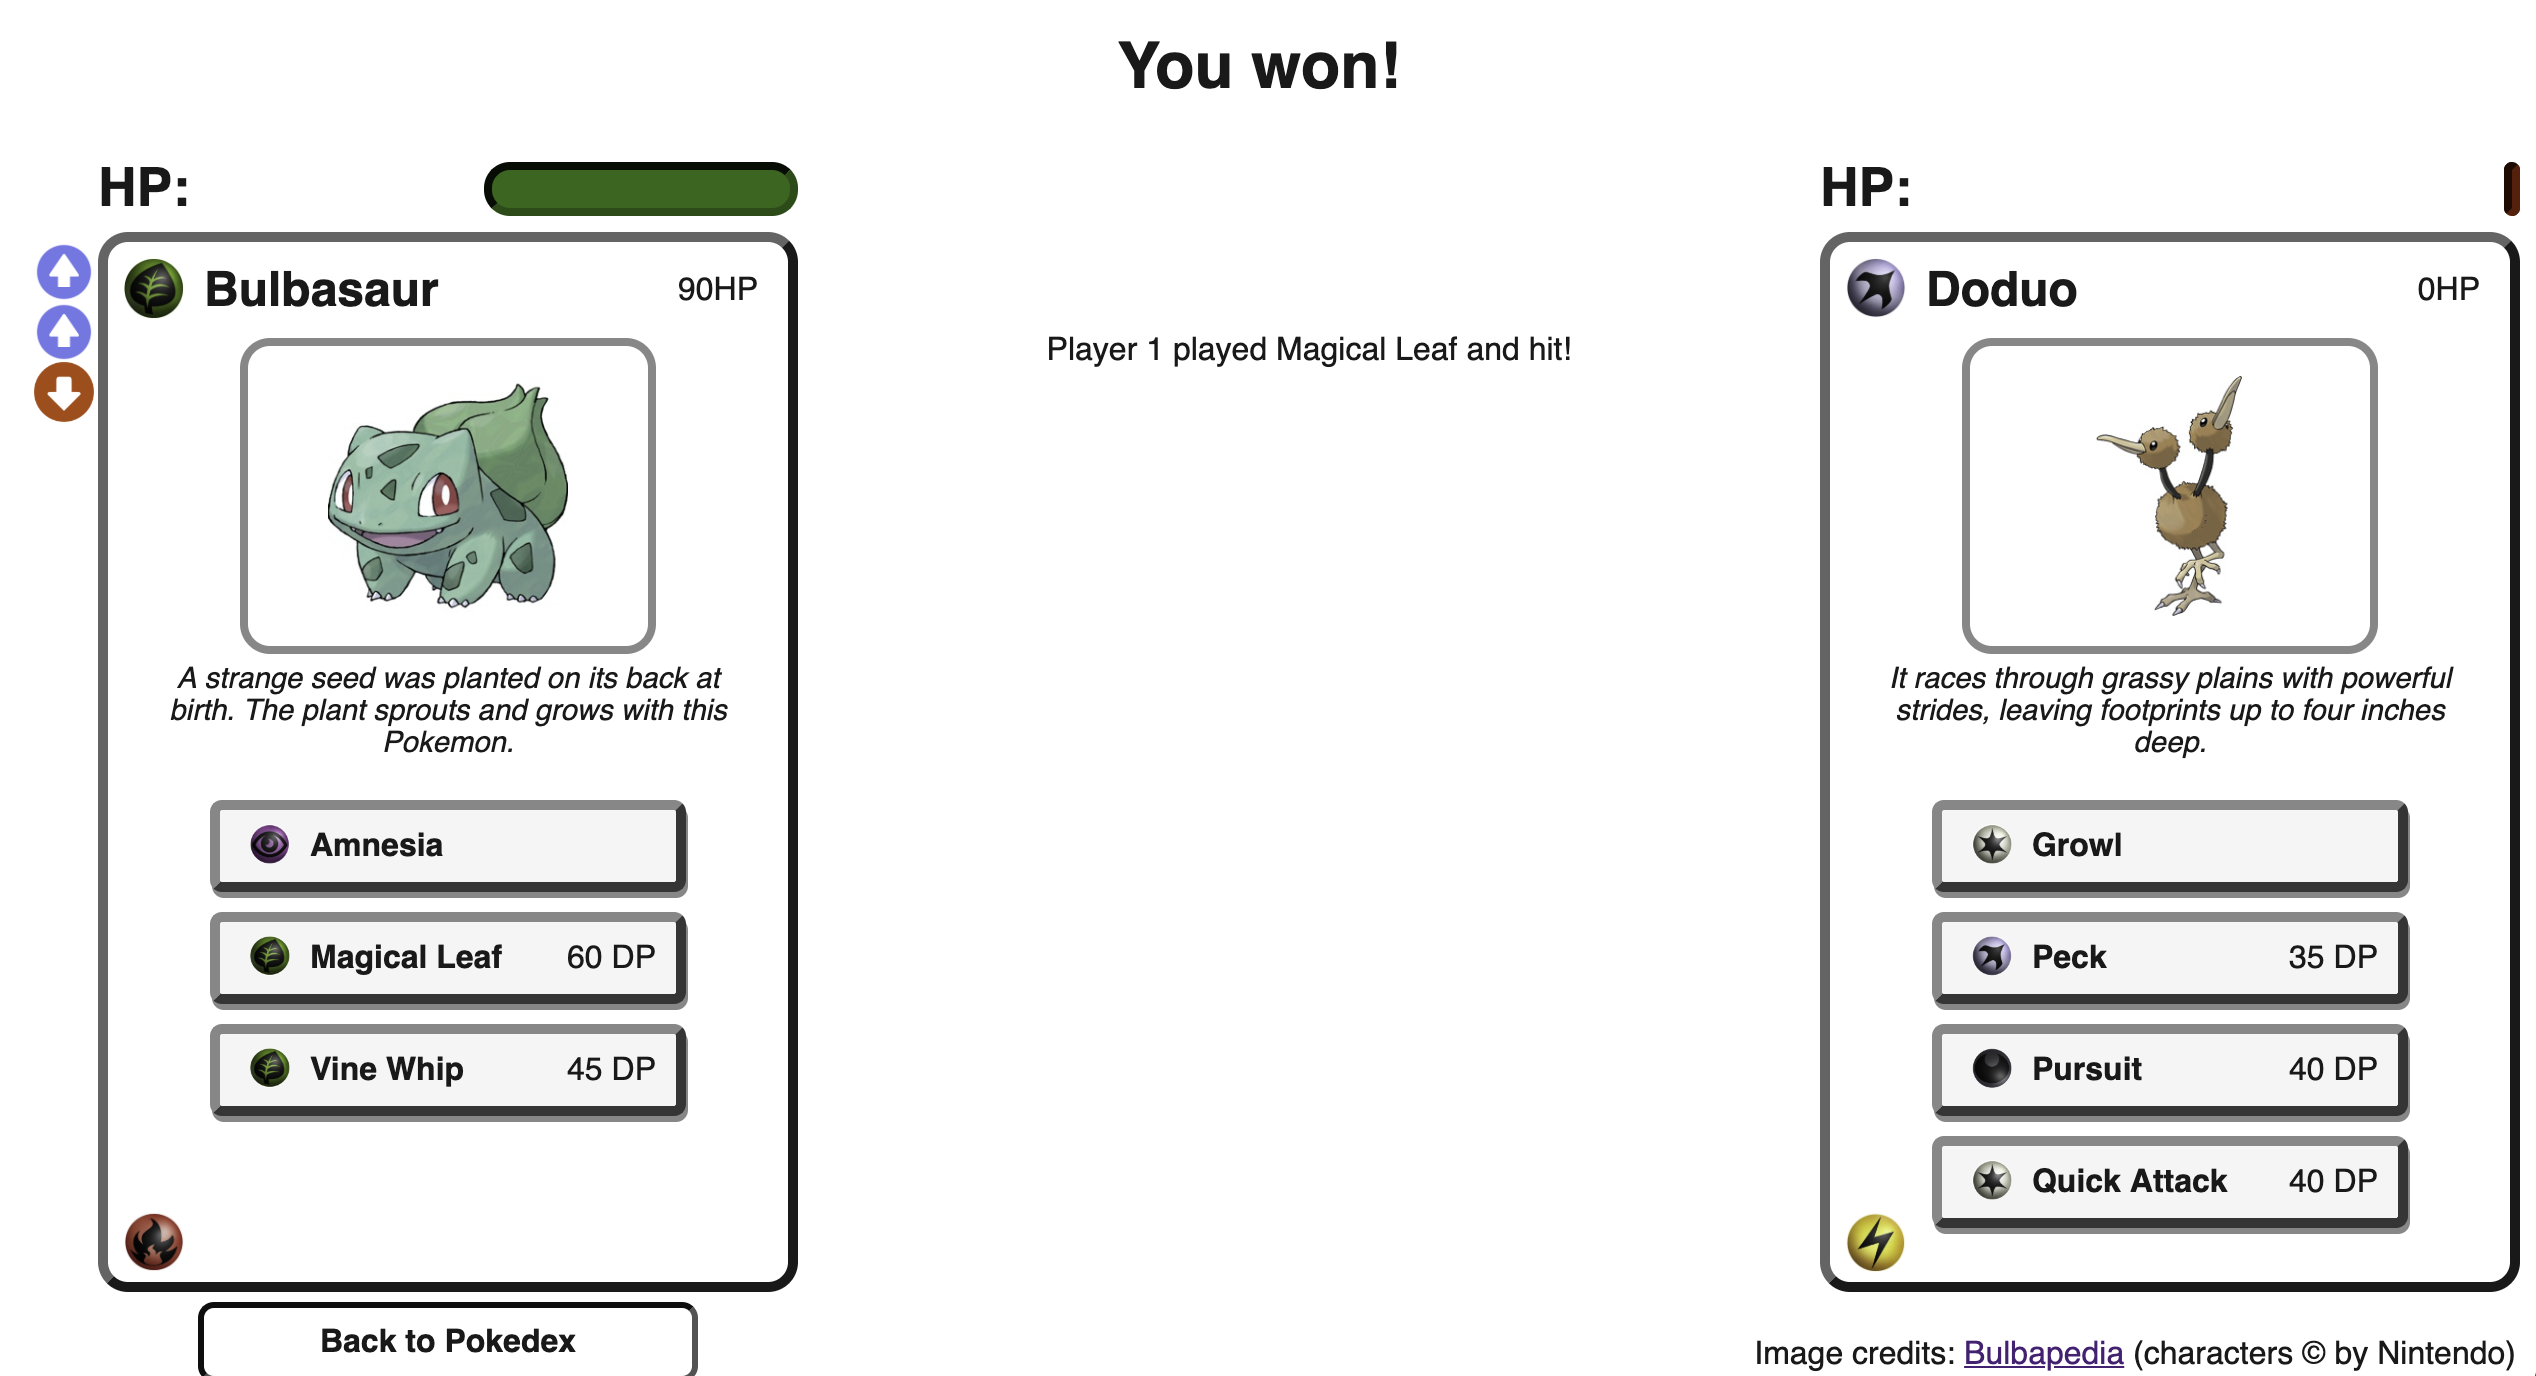 You won!
HP:
Bulbasaur 90HP
A strange seed was planted on its back at
birth. The plant sprouts and grows with this
Pokemon.
Amnesia
Magical Leaf 60 DP
Vine Whip 45 DP
Back to Pokedex
Player 1 played Magical Leaf and hit!
HP:
Doduo 0HP
It races through grassy plains with powerful
strides, leaving footprints up to four inches
deep.
Growl
Peck 35 DP
Pursuit 40 DP
Quick Attack 40 DP
Image credits: Bulbapedia (characters © by Nintendo)